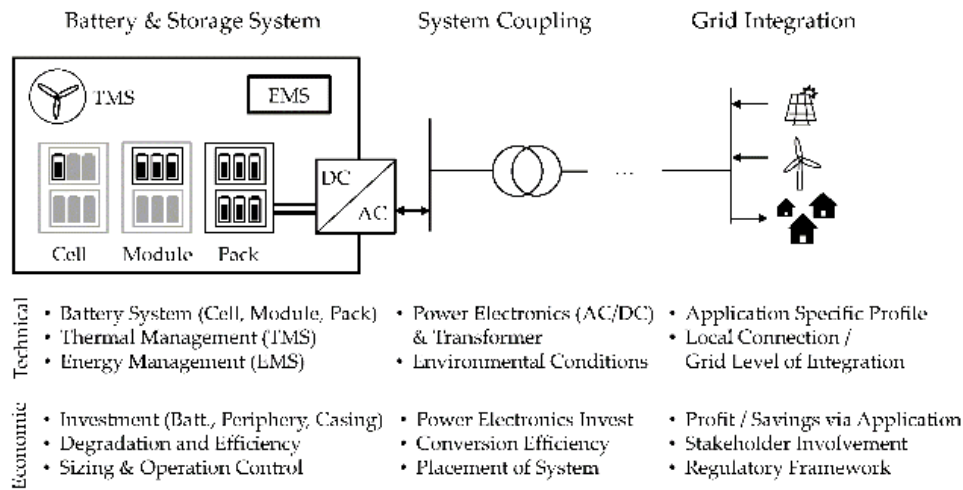 Battery & Storage System
System Coupling
Grid Integration
TMS
EMS
DC
AC
Cell
Module
Pack
...
Technical
• Battery System (Cell, Module, Pack)
• Thermal Management (TMS)
• Energy Management (EMS)
• Power Electronics (AC/DC)
& Transformer
• Environmental Conditions
• Application Specific Profile
• Local Connection /
Grid Level of Integration
Economic
• Investment (Batt., Periphery, Casing)
• Degradation and Efficiency
• Sizing & Operation Control
• Power Electronics Invest
• Conversion Efficiency
• Placement of System
• Profit / Savings via Application
• Stakeholder Involvement
• Regulatory Framework